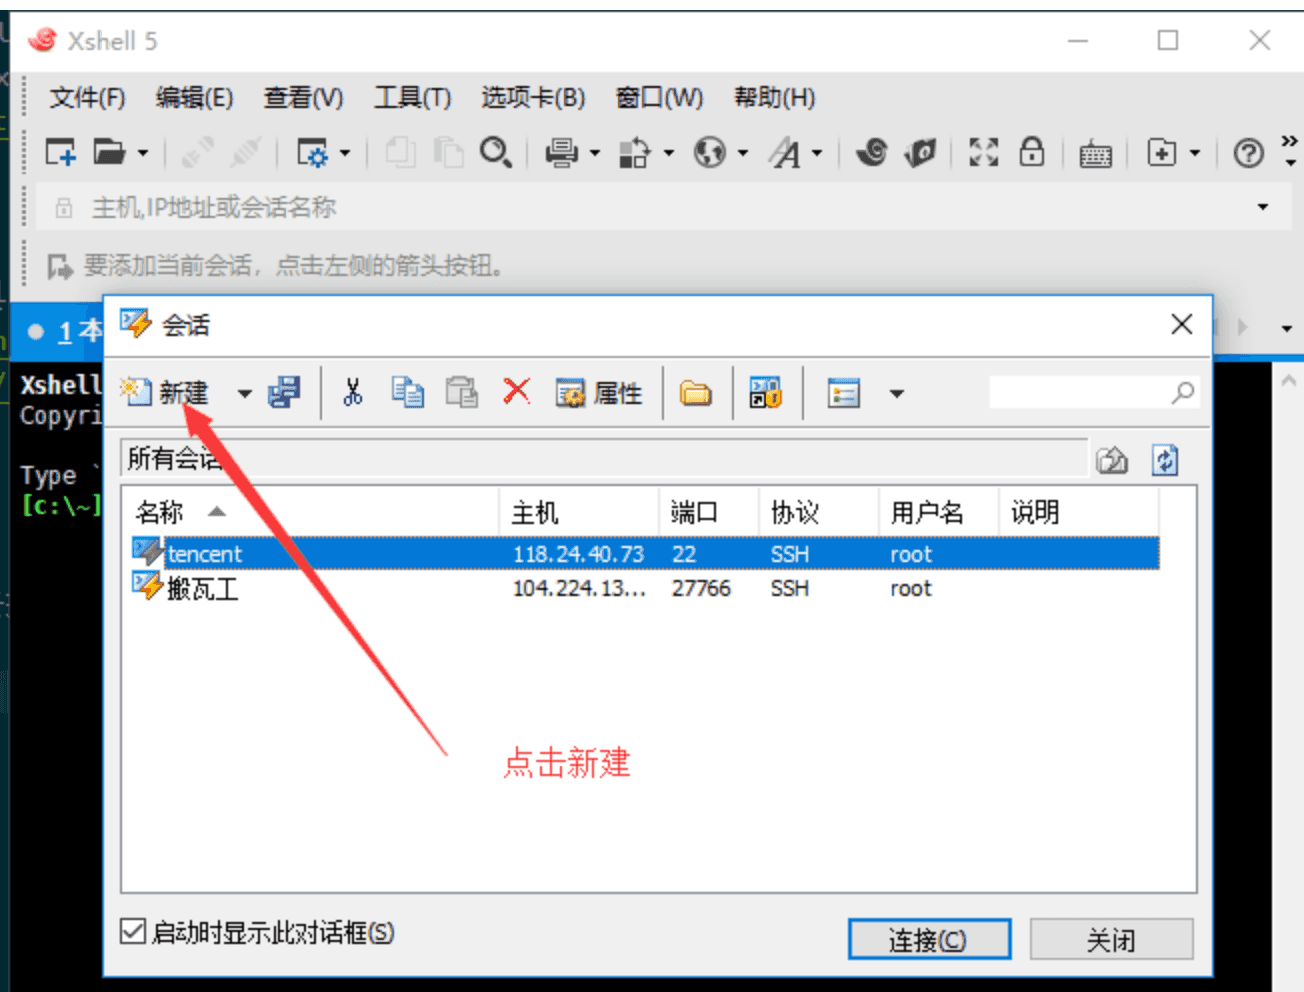 Xshell 5
文件(F) 编辑(E) 查看(V) 工具(T) 选项卡(B) 窗口(W) 帮助(H)
主机,IP地址或会话名称
要添加当前会话，点击左侧的箭头按钮。
1 本
会话
Xshell
Copyri
Type `
[c:\~]
新建 属性
所有会话
名称 主机 端口 协议 用户名 说明
tencent 118.24.40.73 22 SSH root
搬瓦工 104.224.13... 27766 SSH root
点击新建
启动时显示此对话框(S)
连接(C) 关闭